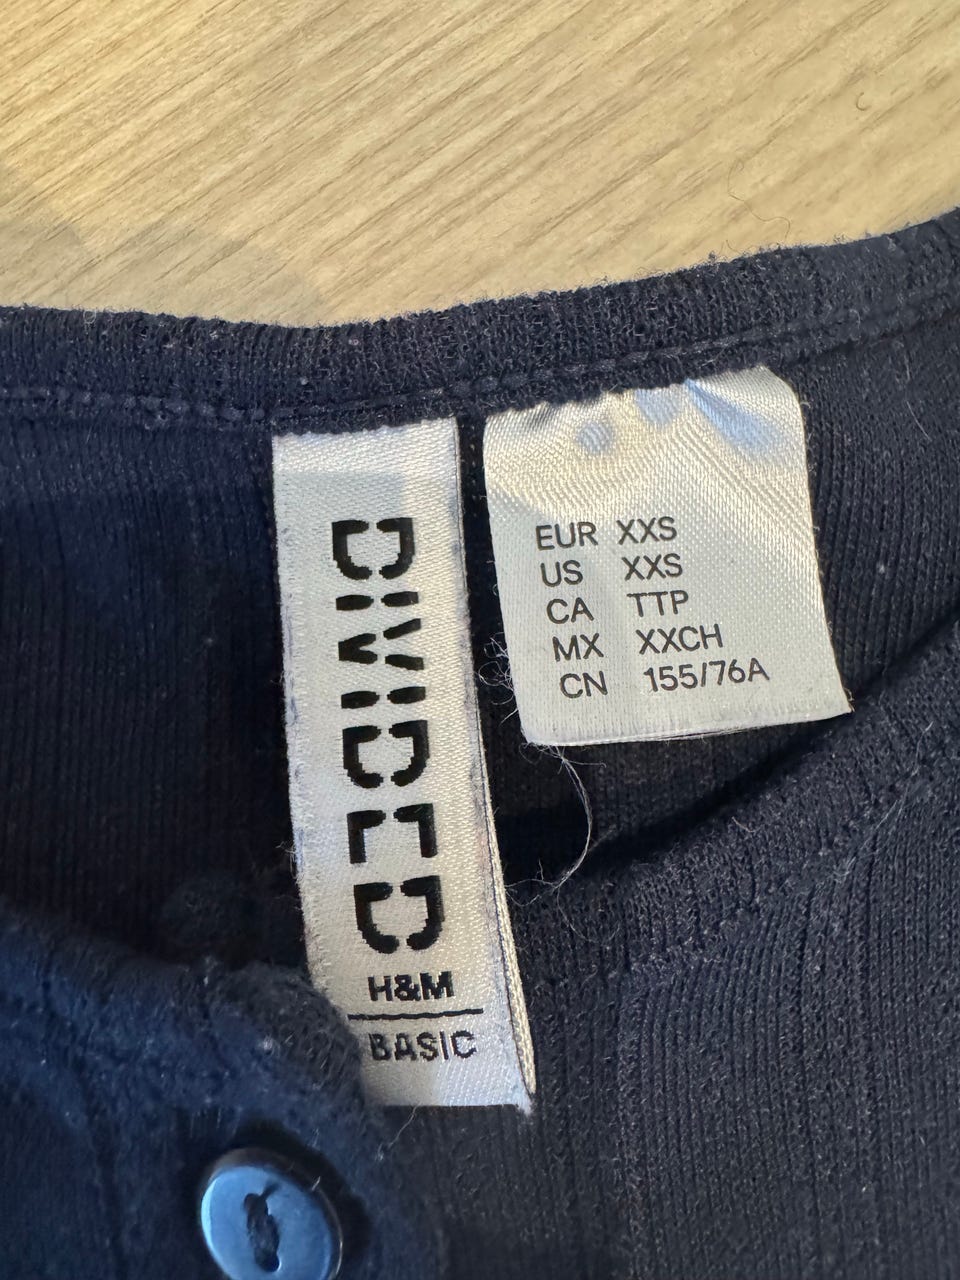 DIVIDED
H&M
BASIC
EUR XXS
US XXS
CA TTP
MX XXCH
CN 155/76A